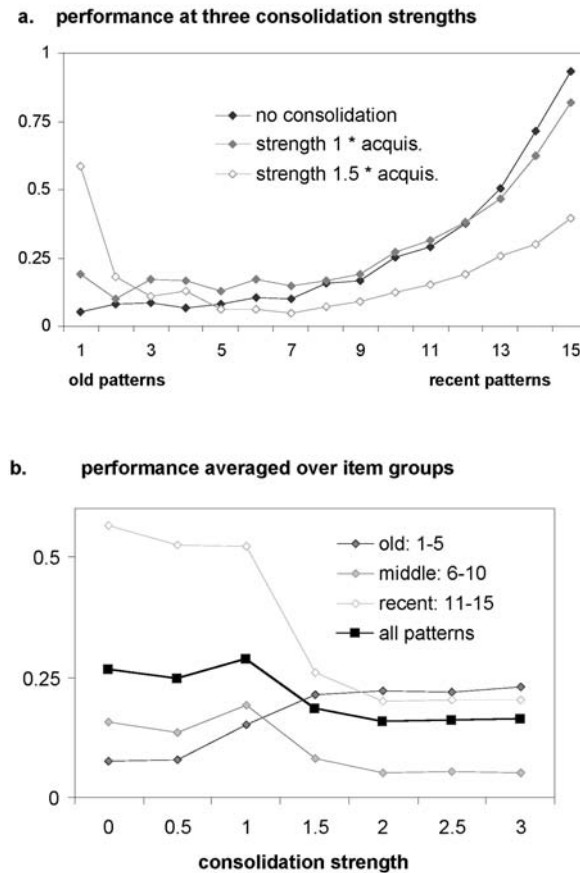 a. performance at three consolidation strengths
1
0.75
0.5
0.25
0
no consolidation
strength 1 * acquis.
strength 1.5 * acquis.
1 3 5 7 9 11 13 15
old patterns recent patterns
b. performance averaged over item groups
0.5
0.25
0
old: 1-5
middle: 6-10
recent: 11-15
all patterns
0 0.5 1 1.5 2 2.5 3
consolidation strength